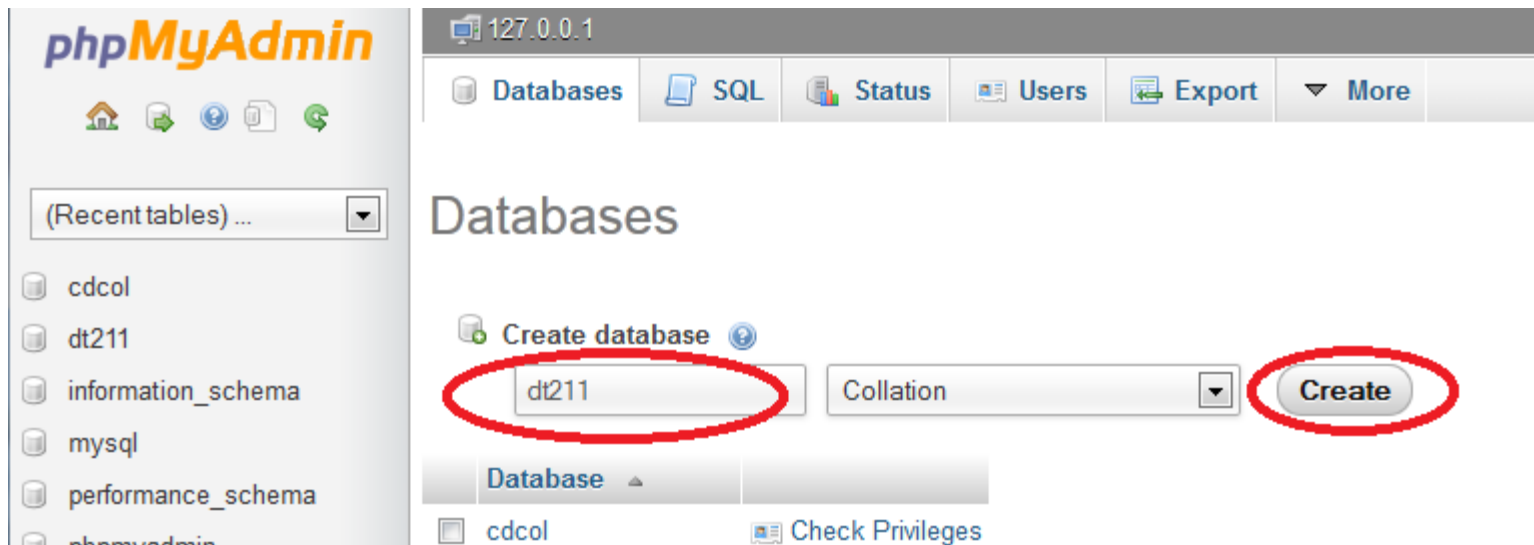 phpMyAdmin
(Recent tables) ...
cdcol
dt211
information_schema
mysql
performance_schema
phpmyadmin
127.0.0.1
Databases SQL Status Users Export More
Databases
Create database
dt211 Collation Create
Database
cdcol Check Privileges